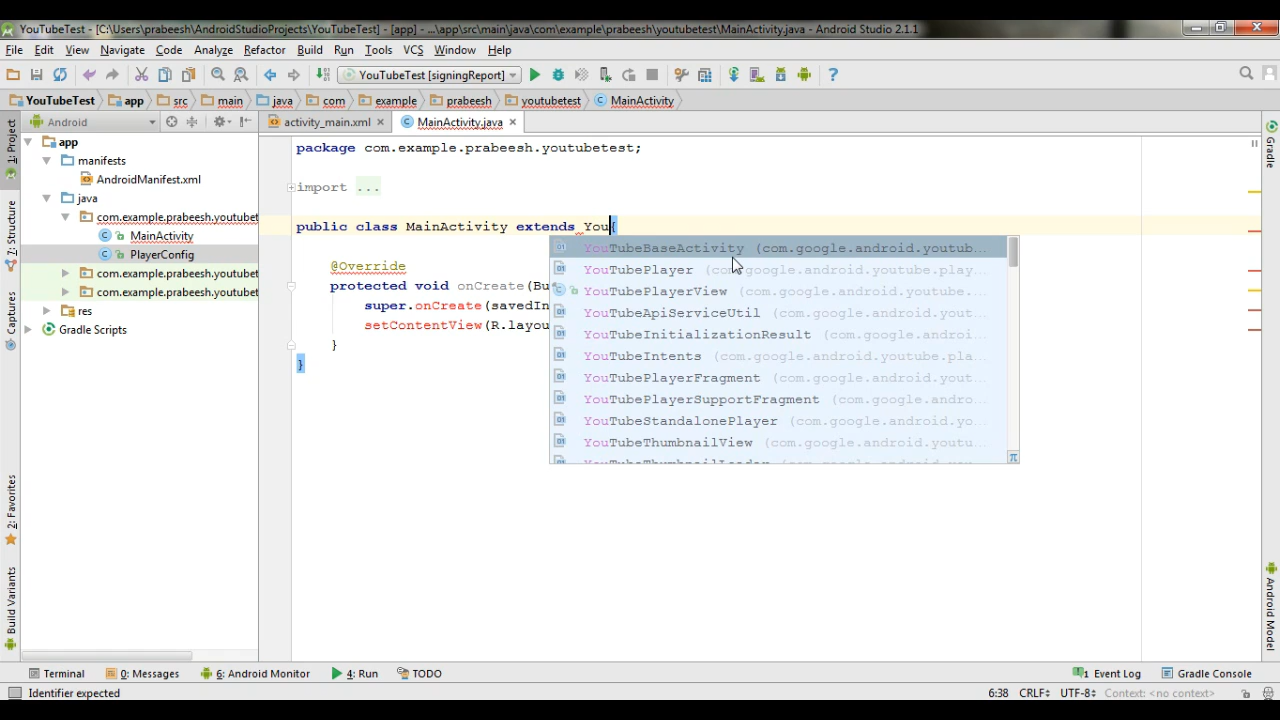 YouTubeTest - [C:\Users\prabeesh\AndroidStudioProjects\YouTubeTest] - [app] - ...\app\src\main\java\com\example\prabeesh\youtubetest\MainActivity.java - Android Studio 2.1.1
File Edit View Navigate Code Analyze Refactor Build Run Tools VCS Window Help
YouTubeTest [signingReport]
YouTubeTest app src main java com example prabeesh youtubetest MainActivity
Android
activity_main.xml MainActivity.java
1: Project
7: Structure
Captures
2: Favorites
Build Variants
app
manifests
AndroidManifest.xml
java
com.example.prabeesh.youtubet
MainActivity
PlayerConfig
com.example.prabeesh.youtubet
com.example.prabeesh.youtubet
res
Gradle Scripts
package com.example.prabeesh.youtubetest;
import ...
public class MainActivity extends You{
@Override
protected void onCreate(Bu
super.onCreate(savedIn
setContentView(R.layou
}
}
YouTubeBaseActivity (com.google.android.youtub...
YouTubePlayer (com.google.android.youtube.play...
YouTubePlayerView (com.google.android.youtube....
YouTubeApiServiceUtil (com.google.android.yout...
YouTubeInitializationResult (com.google.androi...
YouTubeIntents (com.google.android.youtube.pla...
YouTubePlayerFragment (com.google.android.yout...
YouTubePlayerSupportFragment (com.google.andro...
YouTubeStandalonePlayer (com.google.android.yo...
YouTubeThumbnailView (com.google.android.youtu...
Gradle
Android Model
Terminal 0: Messages 6: Android Monitor 4: Run TODO 1 Event Log Gradle Console
Identifier expected 6:38 CRLF UTF-8 Context: <no context>